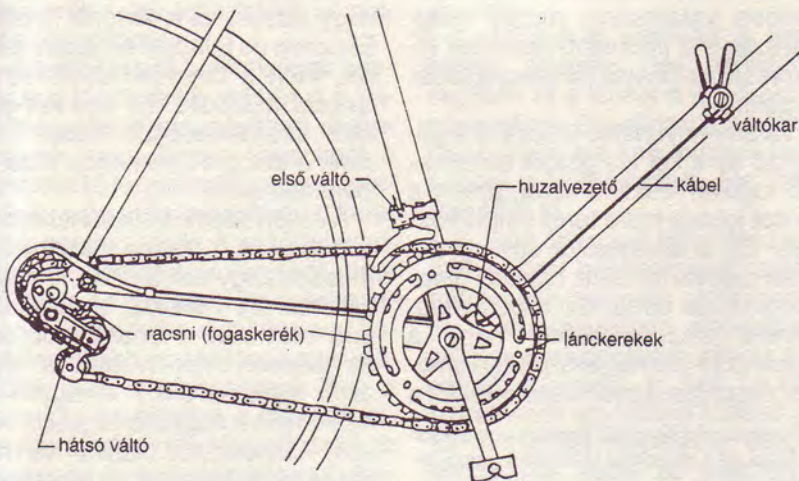 váltókar
első váltó
huzalvezető
kábel
racsni (fogaskerék)
lánckerekek
hátsó váltó